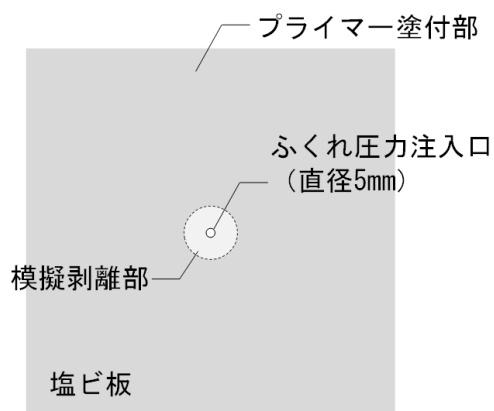 プライマー塗付部
ふくれ圧力注入口
（直径5mm）
模擬剥離部
塩ビ板